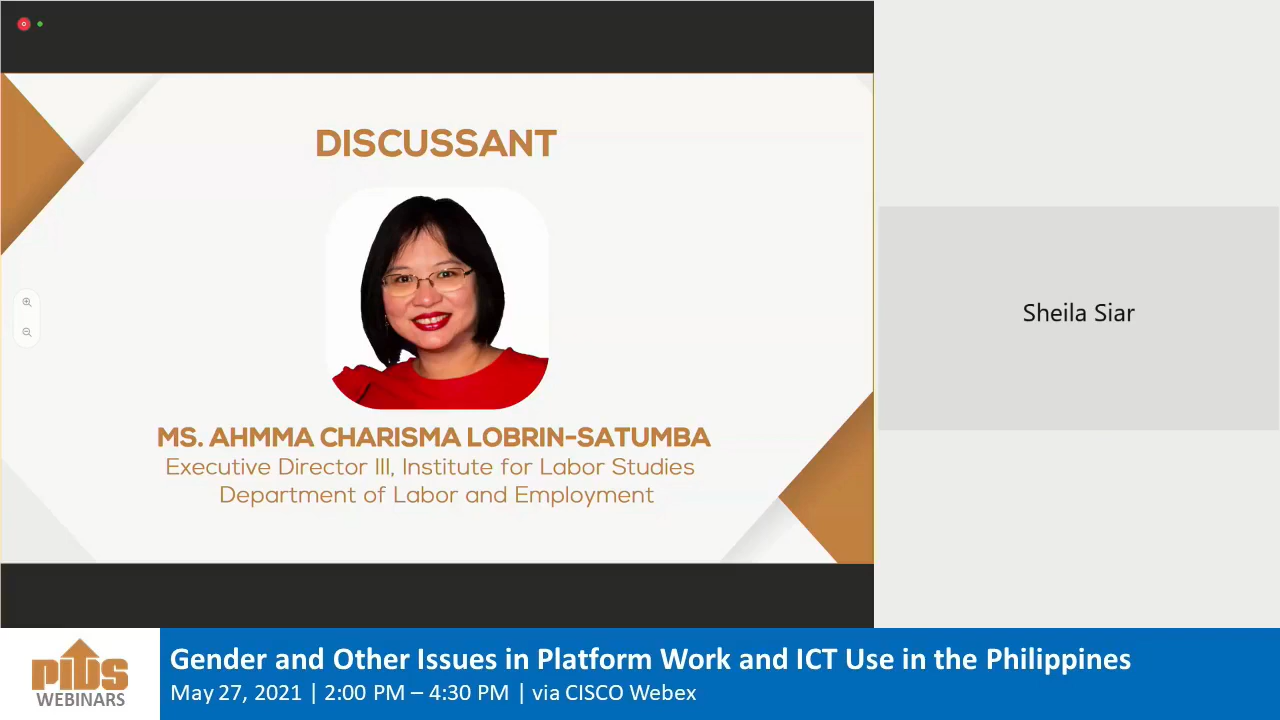 DISCUSSANT
MS. AHMMA CHARISMA LOBRIN-SATUMBA
Executive Director III, Institute for Labor Studies
Department of Labor and Employment
Sheila Siar
PIDS
WEBINARS
Gender and Other Issues in Platform Work and ICT Use in the Philippines
May 27, 2021 | 2:00 PM – 4:30 PM | via CISCO Webex